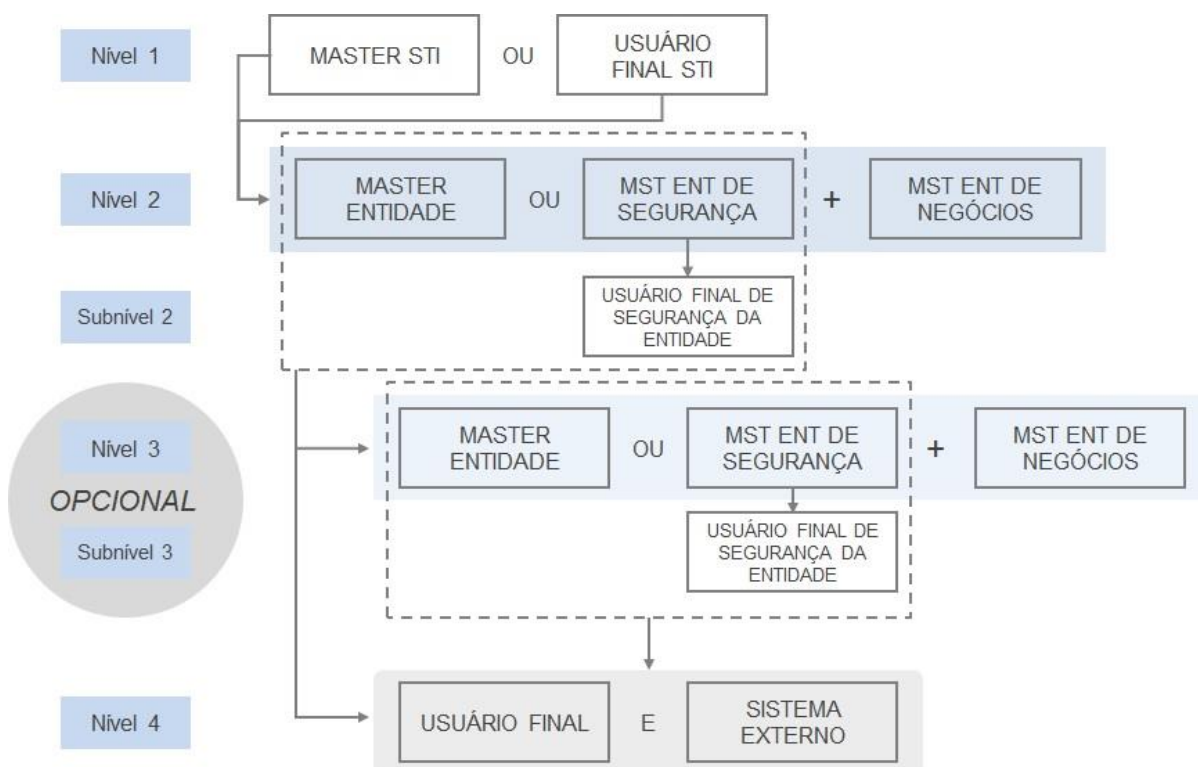 Nível 1
MASTER STI
OU
USUÁRIO
FINAL STI
Nível 2
MASTER
ENTIDADE
OU
MST ENT DE
SEGURANÇA
+
MST ENT DE
NEGÓCIOS
Subnível 2
USUÁRIO FINAL DE
SEGURANÇA DA
ENTIDADE
Nível 3
OPCIONAL
Subnível 3
MASTER
ENTIDADE
OU
MST ENT DE
SEGURANÇA
+
MST ENT DE
NEGÓCIOS
USUÁRIO FINAL DE
SEGURANÇA DA
ENTIDADE
Nível 4
USUÁRIO FINAL
E
SISTEMA
EXTERNO